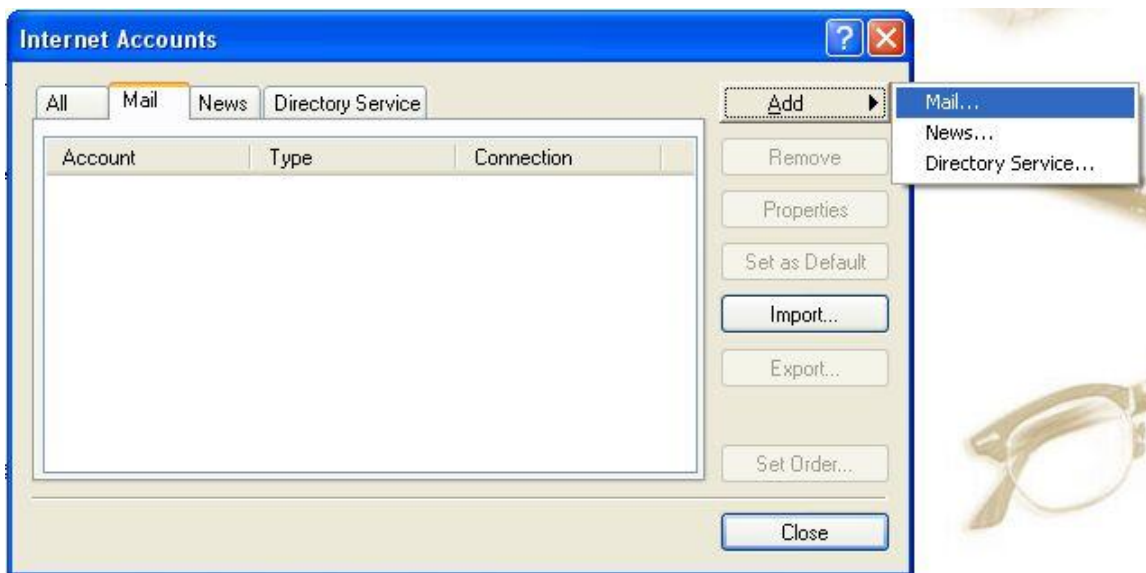 Internet Accounts
All Mail News Directory Service
Account Type Connection
Add
Remove
Properties
Set as Default
Import...
Export...
Set Order...
Close
Mail...
News...
Directory Service...